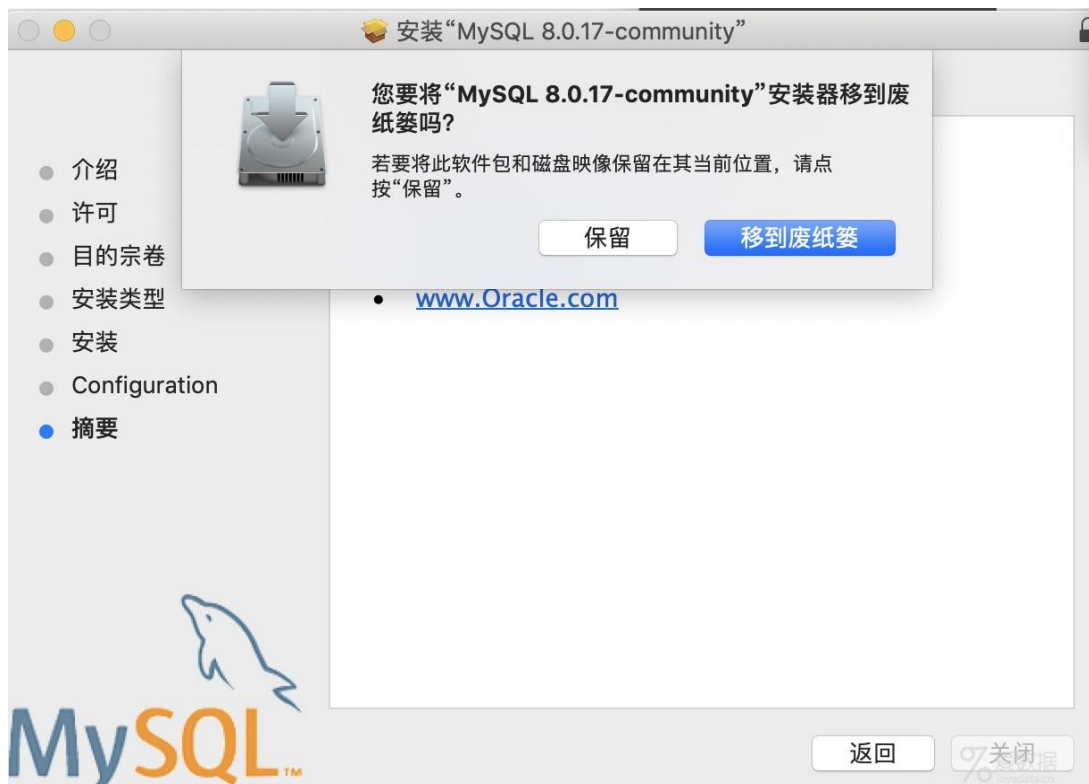 安装“MySQL 8.0.17-community”
您要将“MySQL 8.0.17-community”安装器移到废
纸篓吗？
若要将此软件包和磁盘映像保留在其当前位置，请点
按“保留”。
保留
移到废纸篓
介绍
许可
目的宗卷
安装类型
安装
Configuration
摘要
www.Oracle.com
MySQL™
返回
关闭